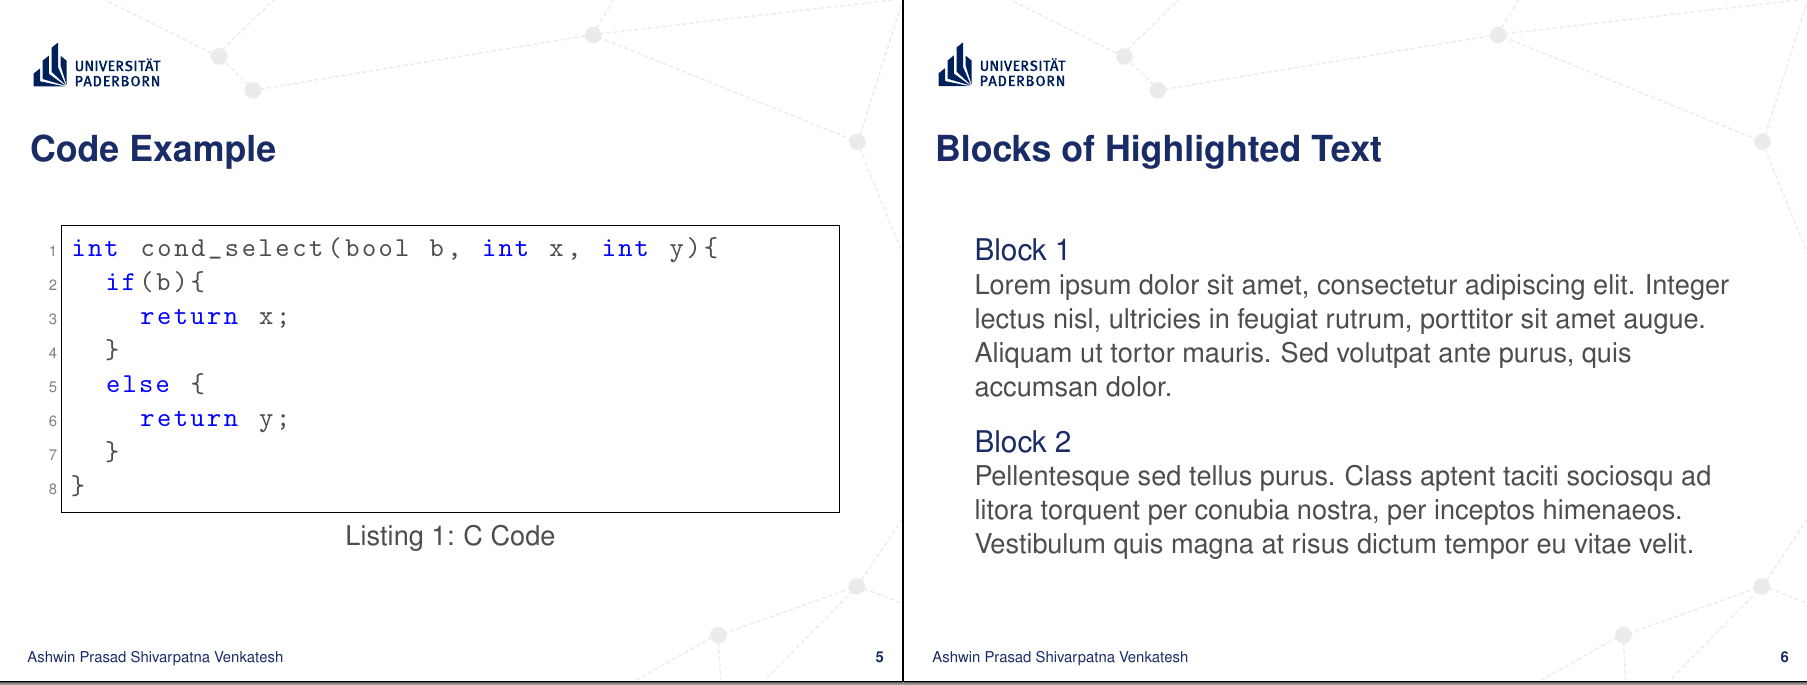 UNIVERSITÄT
PADERBORN
Code Example
1 int cond_select(bool b, int x, int y){
2   if(b){
3     return x;
4   }
5   else {
6     return y;
7   }
8 }
Listing 1: C Code
Ashwin Prasad Shivarpatna Venkatesh 5
UNIVERSITÄT
PADERBORN
Blocks of Highlighted Text
Block 1
Lorem ipsum dolor sit amet, consectetur adipiscing elit. Integer
lectus nisl, ultricies in feugiat rutrum, porttitor sit amet augue.
Aliquam ut tortor mauris. Sed volutpat ante purus, quis
accumsan dolor.
Block 2
Pellentesque sed tellus purus. Class aptent taciti sociosqu ad
litora torquent per conubia nostra, per inceptos himenaeos.
Vestibulum quis magna at risus dictum tempor eu vitae velit.
Ashwin Prasad Shivarpatna Venkatesh 6